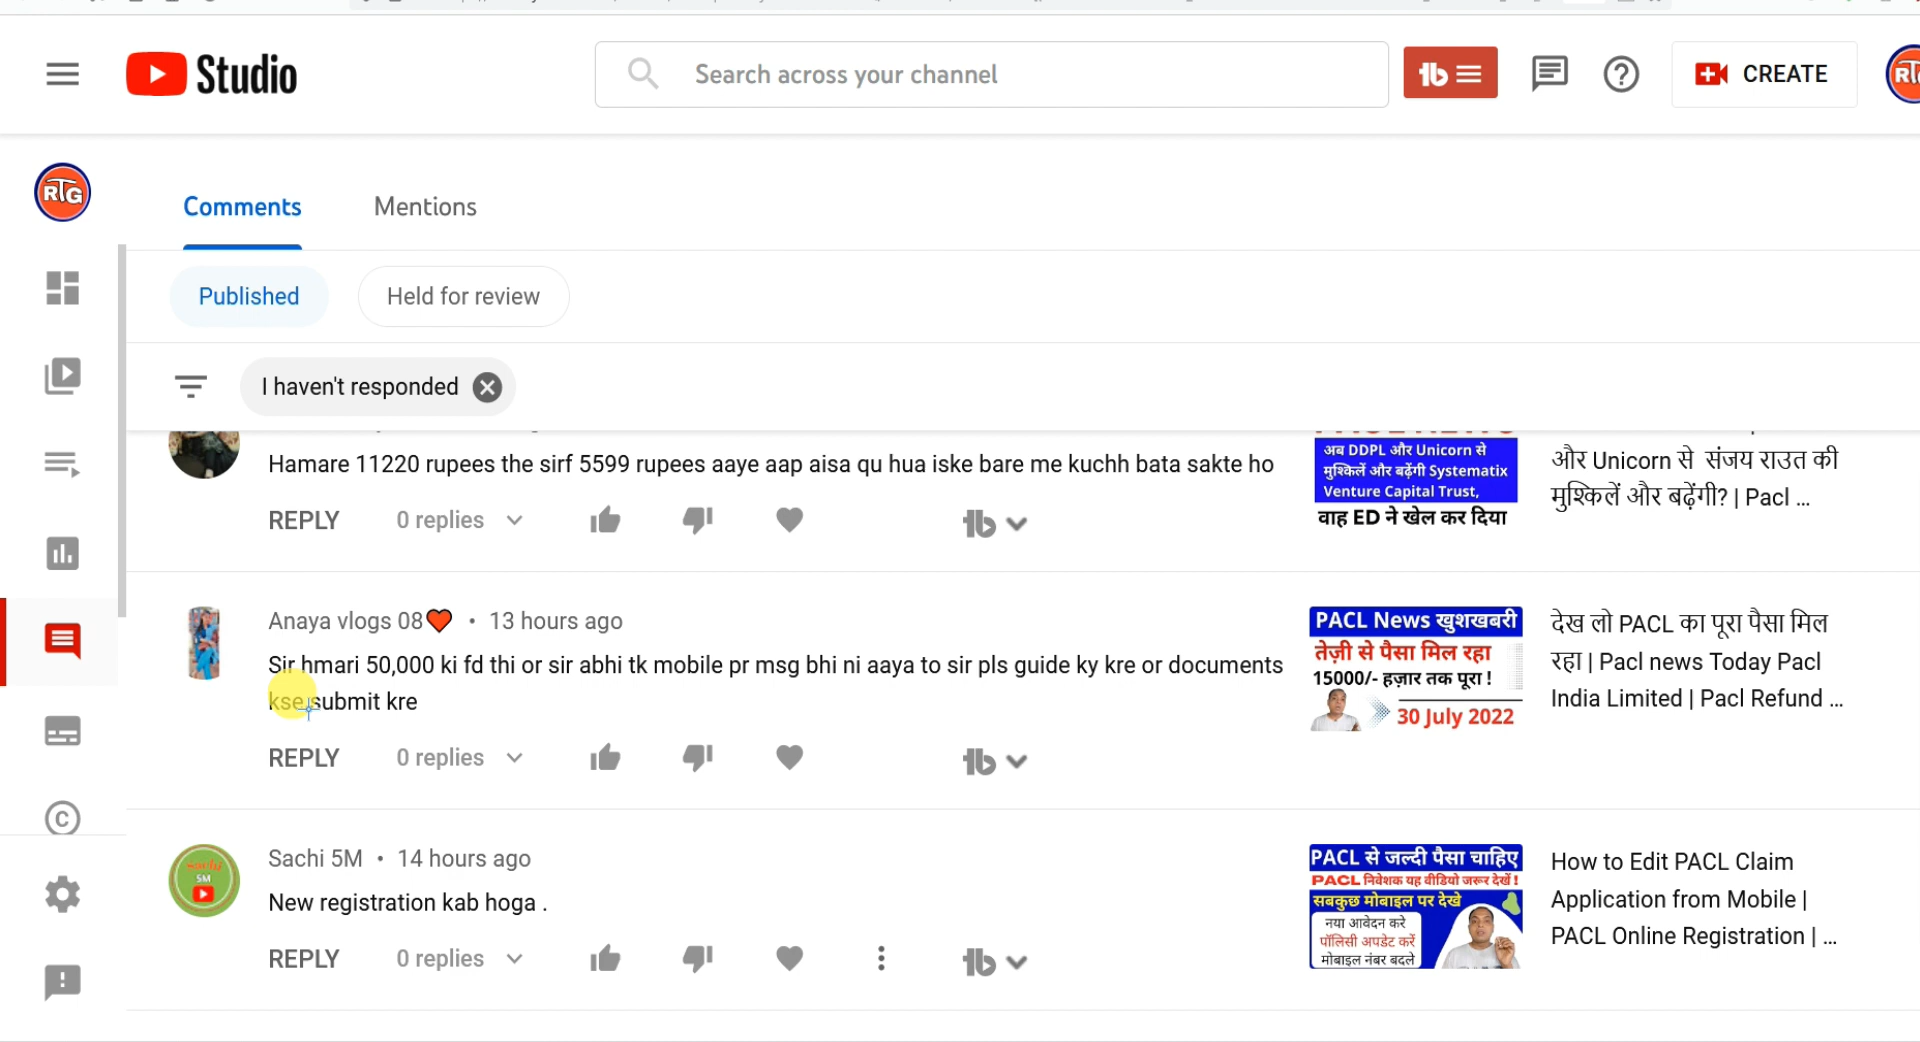 Studio
Search across your channel
CREATE
RTG
Comments
Mentions
Published
Held for review
I haven't responded
Hamare 11220 rupees the sirf 5599 rupees aaye aap aisa qu hua iske bare me kuchh bata sakte ho
REPLY
0 replies
अब DDPL और Unicorn से
मुश्किलें और बढ़ेंगी Systematix
Venture Capital Trust,
वाह ED ने खेल कर दिया
और Unicorn से संजय राउत की
मुश्किलें और बढ़ेंगी? | Pacl ...
Anaya vlogs 08❤️ • 13 hours ago
Sir hmari 50,000 ki fd thi or sir abhi tk mobile pr msg bhi ni aaya to sir pls guide ky kre or documents
kse submit kre
REPLY
0 replies
PACL News खुशखबरी
तेज़ी से पैसा मिल रहा
15000/- हज़ार तक पूरा !
30 July 2022
देख लो PACL का पूरा पैसा मिल
रहा | Pacl news Today Pacl
India Limited | Pacl Refund ...
Sachi 5M • 14 hours ago
New registration kab hoga .
REPLY
0 replies
sachi
5M
PACL से जल्दी पैसा चाहिए
PACL निवेशक यह वीडियो जरूर देखें !
सबकुछ मोबाइल पर देखे
नया आवेदन करे
पॉलिसी अपडेट करें
मोबाइल नंबर बदले
How to Edit PACL Claim
Application from Mobile |
PACL Online Registration | ...